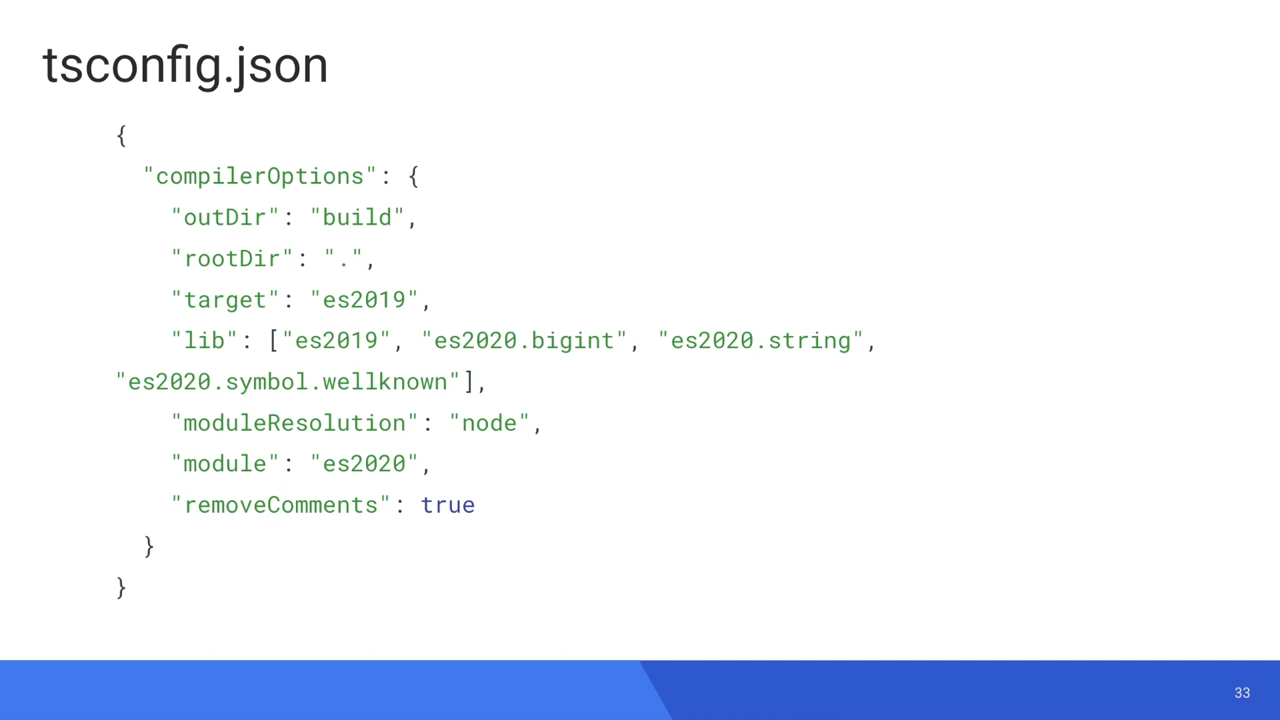 tsconfig.json
{
  "compilerOptions": {
    "outDir": "build",
    "rootDir": ".",
    "target": "es2019",
    "lib": ["es2019", "es2020.bigint", "es2020.string",
"es2020.symbol.wellknown"],
    "moduleResolution": "node",
    "module": "es2020",
    "removeComments": true
  }
}
33